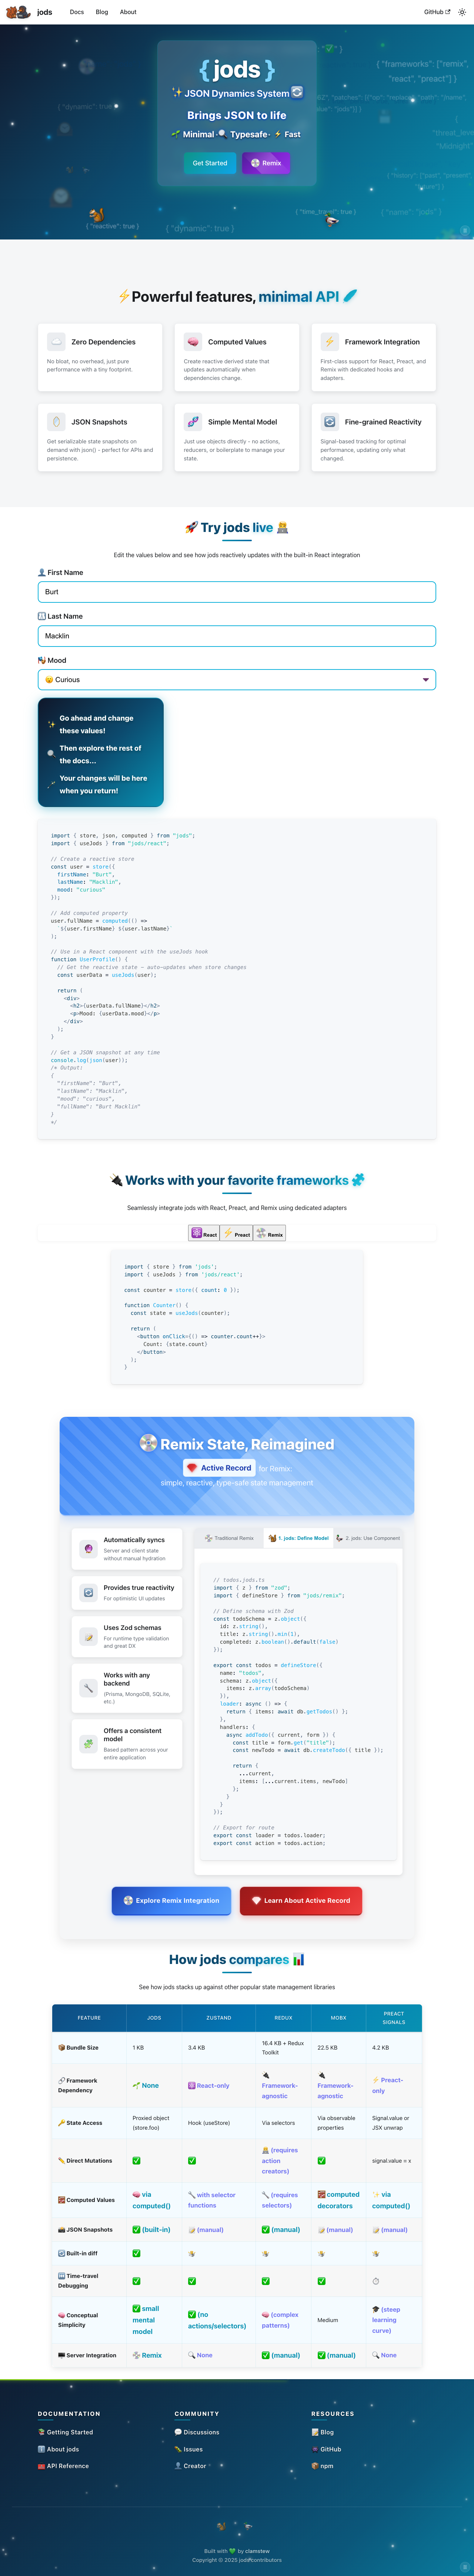 jods
Docs
Blog
About
GitHub
{ jods }
JSON Dynamics System
Brings JSON to life
Minimal · Typesafe · Fast
Get Started
Remix
{ "frameworks": ["remix",
"react", "preact"] }
{ "dynamic": true }
{ "reactive": true }
{ "dynamic": true }
{ "time_travel": true }
{ "name": "jods" }
⚡Powerful features, minimal API
Zero Dependencies
No bloat, no overhead, just pure
performance with a tiny footprint.
Computed Values
Create reactive derived state that
updates automatically when
dependencies change.
Framework Integration
First-class support for React, Preact, and
Remix with dedicated hooks and
adapters.
JSON Snapshots
Get serializable state snapshots on
demand with json() - perfect for APIs and
persistence.
Simple Mental Model
Just use objects directly - no actions,
reducers, or boilerplate to manage your
state.
Fine-grained Reactivity
Signal-based tracking for optimal
performance, updating only what
changed.
🚀 Try jods live
Edit the values below and see how jods reactively updates with the built-in React integration
First Name
Burt
Last Name
Macklin
Mood
Curious
Go ahead and change
these values!
Then explore the rest of
the docs...
Your changes will be here
when you return!
import { store, json, computed } from "jods";
import { useJods } from "jods/react";
// Create a reactive store
const user = store({
firstName: "Burt",
lastName: "Macklin",
mood: "curious"
});
// Add computed property
user.fullName = computed(() =>
`${user.firstName} ${user.lastName}`
);
// Use in a React component with the useJods hook
function UserProfile() {
// Get the reactive state – auto-updates when store changes
const userData = useJods(user);
return (
<div>
<h2>{userData.fullName}</h2>
<p>Mood: {userData.mood}</p>
</div>
);
}
// Get a JSON snapshot at any time
console.log(json(user));
/* Output:
{
"firstName": "Burt",
"lastName": "Macklin",
"mood": "curious",
"fullName": "Burt Macklin"
}
*/
Works with your favorite frameworks
Seamlessly integrate jods with React, Preact, and Remix using dedicated adapters
React
Preact
Remix
import { store } from 'jods';
import { useJods } from 'jods/react';
const counter = store({ count: 0 });
function Counter() {
const state = useJods(counter);
return (
<button onClick={() => counter.count++}>
Count: {state.count}
</button>
);
}
Remix State, Reimagined
Active Record for Remix:
simple, reactive, type-safe state management
Automatically syncs
Server and client state
without manual hydration
Provides true reactivity
For optimistic UI updates
Uses Zod schemas
For runtime type validation
and great DX
Works with any
backend
(Prisma, MongoDB, SQLite,
etc.)
Offers a consistent
model
Based pattern across your
entire application
Traditional Remix
1. jods: Define Model
2. jods: Use Component
// todos.jods.ts
import { z } from "zod";
import { defineStore } from "jods/remix";
// Define schema with Zod
const todoSchema = z.object({
id: z.string(),
title: z.string().min(1),
completed: z.boolean().default(false)
});
export const todos = defineStore({
name: "todos",
schema: z.object({
items: z.array(todoSchema)
}),
loader: async () => {
return { items: await db.getTodos() };
},
handlers: {
async addTodo({ current, form }) {
const title = form.get("title");
const newTodo = await db.createTodo({ title });
return {
...current,
items: [...current.items, newTodo]
};
}
}
});
// Export for route
export const loader = todos.loader;
export const action = todos.action;
Explore Remix Integration
Learn About Active Record
How jods compares
See how jods stacks up against other popular state management libraries
FEATURE JODS ZUSTAND REDUX MOBX PREACT SIGNALS
Bundle Size 1 KB 3.4 KB 16.4 KB + Redux Toolkit 22.5 KB 4.2 KB
Framework Dependency None React-only Framework-agnostic Framework-agnostic Preact-only
State Access Proxied object (store.foo) Hook (useStore) Via selectors Via observable properties Signal.value or JSX unwrap
Direct Mutations ✅ ✅ (requires action creators) ✅ signal.value = x
Computed Values via computed() with selector functions (requires selectors) computed decorators via computed()
JSON Snapshots ✅ (built-in) (manual) ✅ (manual) (manual) (manual)
Built-in diff ✅
Time-travel Debugging ✅ ✅ ✅ ✅
Conceptual Simplicity ✅ small mental model ✅ (no actions/selectors) (complex patterns) Medium (steep learning curve)
Server Integration Remix None ✅ (manual) ✅ (manual) None
DOCUMENTATION
Getting Started
About jods
API Reference
COMMUNITY
Discussions
Issues
Creator
RESOURCES
Blog
GitHub
npm
Built with 💚 by clamstew
Copyright © 2025 jods contributors